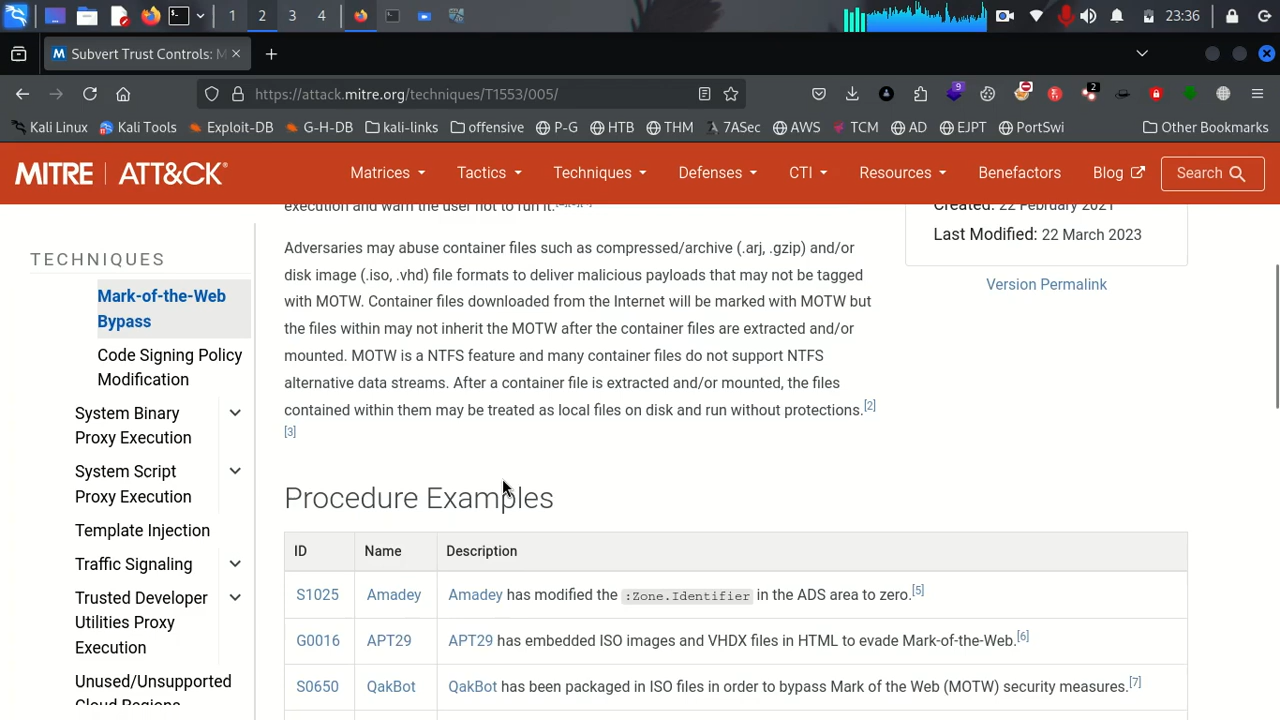 1 2 3 4 23:36
Subvert Trust Controls: M
https://attack.mitre.org/techniques/T1553/005/ 9 2
Kali Linux Kali Tools Exploit-DB G-H-DB kali-links offensive P-G HTB THM 7ASec AWS TCM AD EJPT PortSwi Other Bookmarks
MITRE | ATT&CK® Matrices Tactics Techniques Defenses CTI Resources Benefactors Blog Search
execution and warn the user not to run it.
Created: 22 February 2021
Last Modified: 22 March 2023
Version Permalink
TECHNIQUES
Mark-of-the-Web
Bypass
Code Signing Policy
Modification
System Binary
Proxy Execution
System Script
Proxy Execution
Template Injection
Traffic Signaling
Trusted Developer
Utilities Proxy
Execution
Unused/Unsupported
Cloud Regions
Adversaries may abuse container files such as compressed/archive (.arj, .gzip) and/or
disk image (.iso, .vhd) file formats to deliver malicious payloads that may not be tagged
with MOTW. Container files downloaded from the Internet will be marked with MOTW but
the files within may not inherit the MOTW after the container files are extracted and/or
mounted. MOTW is a NTFS feature and many container files do not support NTFS
alternative data streams. After a container file is extracted and/or mounted, the files
contained within them may be treated as local files on disk and run without protections.[2]
[3]
Procedure Examples
ID Name Description
S1025 Amadey Amadey has modified the :Zone.Identifier in the ADS area to zero.[5]
G0016 APT29 APT29 has embedded ISO images and VHDX files in HTML to evade Mark-of-the-Web.[6]
S0650 QakBot QakBot has been packaged in ISO files in order to bypass Mark of the Web (MOTW) security measures.[7]